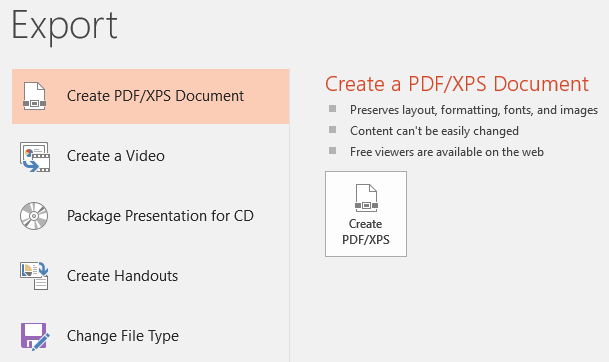 Export
Create PDF/XPS Document
Create a Video
Package Presentation for CD
Create Handouts
Change File Type
Create a PDF/XPS Document
Preserves layout, formatting, fonts, and images
Content can't be easily changed
Free viewers are available on the web
Create
PDF/XPS